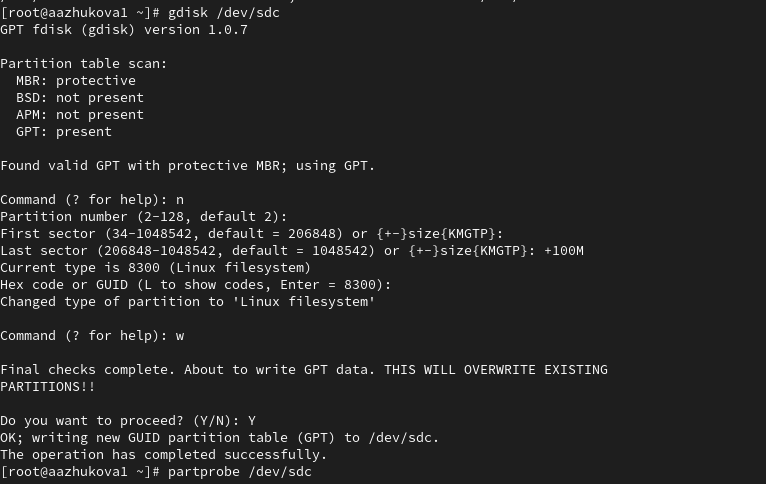 [root@aazhukova1 ~]# gdisk /dev/sdc
GPT fdisk (gdisk) version 1.0.7

Partition table scan:
  MBR: protective
  BSD: not present
  APM: not present
  GPT: present

Found valid GPT with protective MBR; using GPT.

Command (? for help): n
Partition number (2-128, default 2):
First sector (34-1048542, default = 206848) or {+-}size{KMGTP}:
Last sector (206848-1048542, default = 1048542) or {+-}size{KMGTP}: +100M
Current type is 8300 (Linux filesystem)
Hex code or GUID (L to show codes, Enter = 8300):
Changed type of partition to 'Linux filesystem'

Command (? for help): w

Final checks complete. About to write GPT data. THIS WILL OVERWRITE EXISTING
PARTITIONS!!

Do you want to proceed? (Y/N): Y
OK; writing new GUID partition table (GPT) to /dev/sdc.
The operation has completed successfully.
[root@aazhukova1 ~]# partprobe /dev/sdc